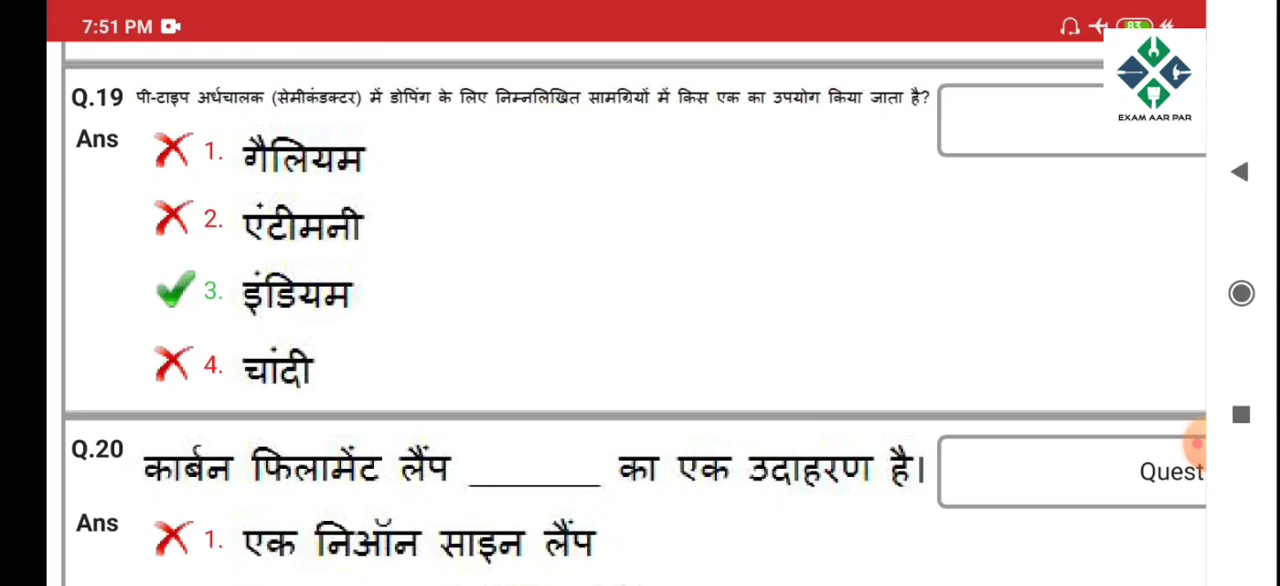 7:51 PM
83
EXAM AAR PAR
Q.19 पी-टाइप अर्धचालक (सेमीकंडक्टर) में डोपिंग के लिए निम्नलिखित सामग्रियों में किस एक का उपयोग किया जाता है?
Ans 1. गैलियम
2. एंटीमनी
3. इंडियम
4. चांदी
Q.20 कार्बन फिलामेंट लैंप ________ का एक उदाहरण है।
Quest
Ans 1. एक निऑन साइन लैंप